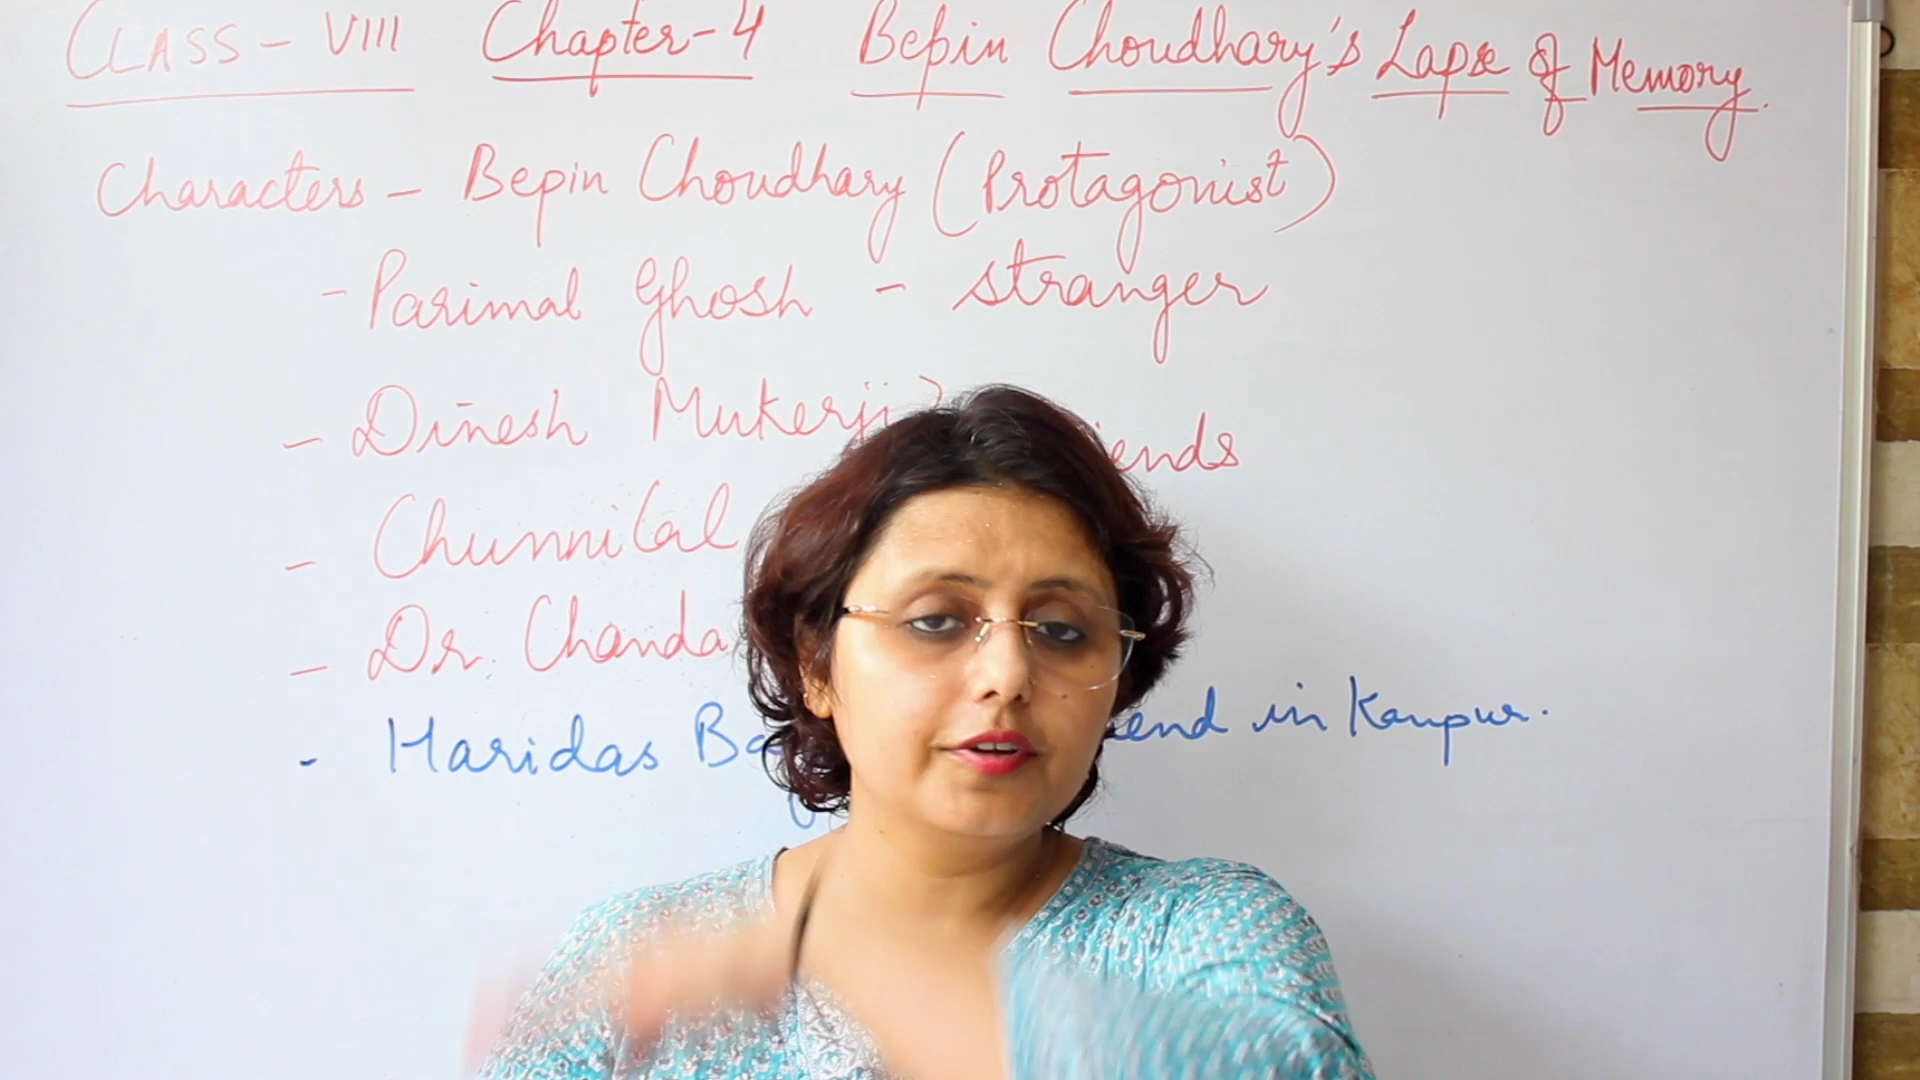 CLASS - VIII Chapter-4 Bepin Choudhary's Lapse of Memory.
Characters - Bepin Choudhary (Protagonist)
- Parimal Ghosh - stranger
- Dinesh Mukerji
- Chunnilal
- Dr. Chanda
- Haridas in Kanpur.